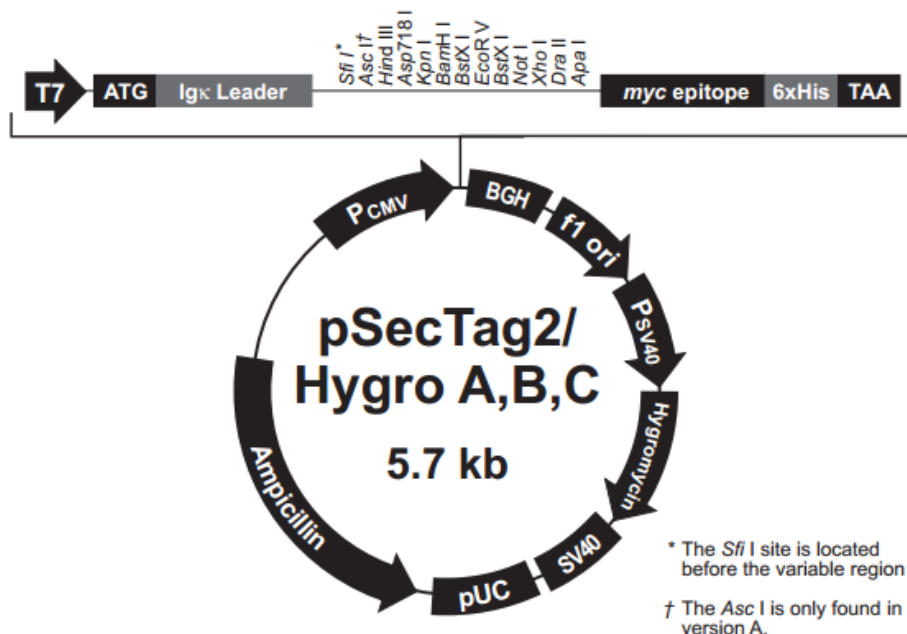 Sfi I*
Asc I†
Hind III
Asp718 I
Kpn I
BamH I
BstX I
EcoR V
BstX I
Not I
Xho I
Dra II
Apa I
T7
ATG
Igκ Leader
myc epitope
6xHis
TAA
PCMV
BGH
f1 ori
PSV40
Hygromycin
SV40
pUC
Ampicillin
pSecTag2/
Hygro A,B,C
5.7 kb
* The Sfi I site is located
before the variable region
† The Asc I is only found in
version A.